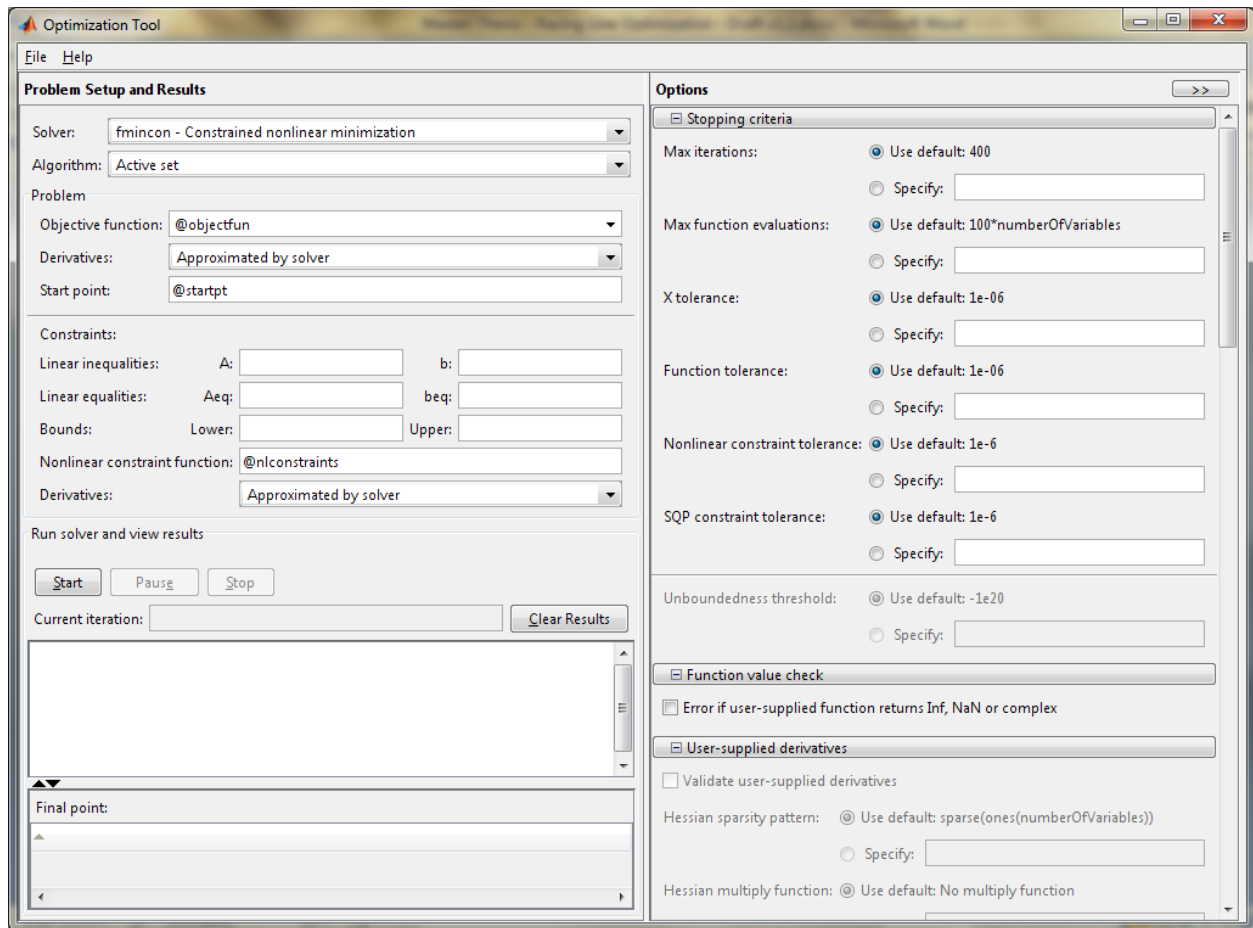 Optimization Tool
File Help
Problem Setup and Results
Solver: fmincon - Constrained nonlinear minimization
Algorithm: Active set
Problem
Objective function: @objectfun
Derivatives: Approximated by solver
Start point: @startpt
Constraints:
Linear inequalities: A: b:
Linear equalities: Aeq: beq:
Bounds: Lower: Upper:
Nonlinear constraint function: @nlconstraints
Derivatives: Approximated by solver
Run solver and view results
Start Pause Stop
Current iteration: Clear Results
Final point:
Options >>
Stopping criteria
Max iterations: Use default: 400
Specify:
Max function evaluations: Use default: 100*numberOfVariables
Specify:
X tolerance: Use default: 1e-06
Specify:
Function tolerance: Use default: 1e-06
Specify:
Nonlinear constraint tolerance: Use default: 1e-6
Specify:
SQP constraint tolerance: Use default: 1e-6
Specify:
Unboundedness threshold: Use default: -1e20
Specify:
Function value check
Error if user-supplied function returns Inf, NaN or complex
User-supplied derivatives
Validate user-supplied derivatives
Hessian sparsity pattern: Use default: sparse(ones(numberOfVariables))
Specify:
Hessian multiply function: Use default: No multiply function